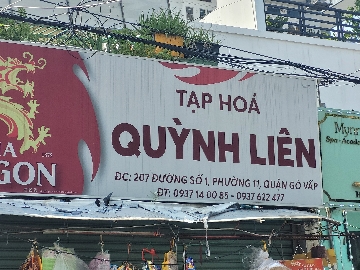 TẠP HOÁ
QUỲNH LIÊN
ĐC: 207 ĐƯỜNG SỐ 1, PHƯỜNG 11, QUẬN GÒ VẤP
ĐT: 0937 14 00 85 - 0937 622 477
GON
Spa